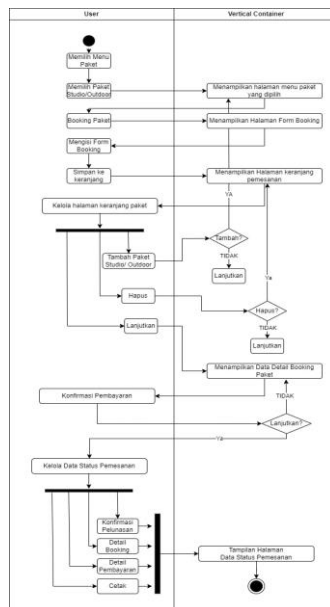 User
Vertical Container
Memilih Menu
Paket
Memilih Paket
Studio/Outdoor
Menampilkan halaman menu paket
yang dipilih
Booking Paket
Menampilkan Halaman Form Booking
Mengisi Form
Booking
Simpan ke
keranjang
Menampilkan Halaman keranjang
pemesanan
Kelola halaman keranjang paket
YA
Tambah?
Tambah Paket
Studio/ Outdoor
TIDAK
Lanjutkan
Ya
Hapus
Hapus?
TIDAK
Lanjutkan
Lanjutkan
Menampilkan Data Detail Booking
Paket
Konfirmasi Pembayaran
TIDAK
Lanjutkan?
Ya
Kelola Data Status Pemesanan
Konfirmasi
Pelunasan
Detail
Booking
Detail
Pembayaran
Cetak
Tampilan Halaman
Data Status Pemesanan